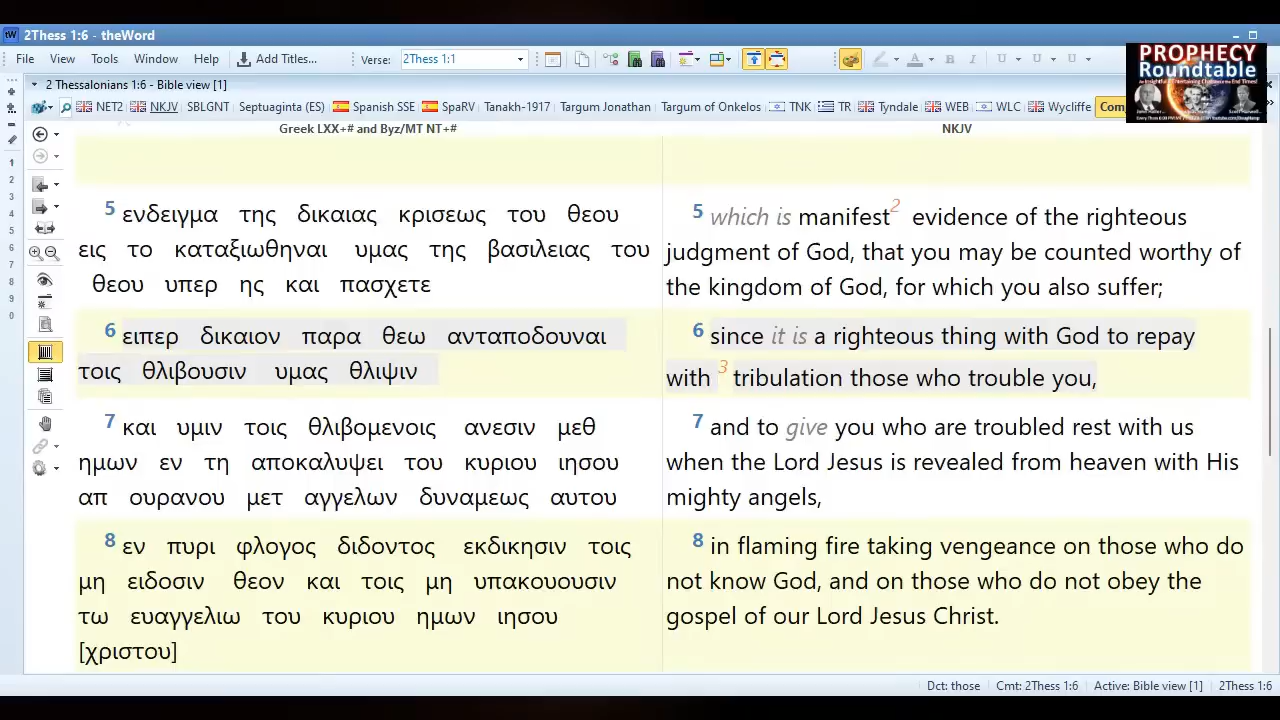 2Thess 1:6 - theWord
File View Tools Window Help Add Titles... Verse: 2Thess 1:1
2 Thessalonians 1:6 - Bible view [1]
NET2 NKJV SBLGNT Septuaginta (ES) Spanish SSE SparV Tanakh-1917 Targum Jonathan Targum of Onkelos TNK TR Tyndale WEB WLC Wycliffe
PROPHECY
Roundtable
Greek LXX+# and Byz/MT NT+#
NKJV
5 ενδειγμα της δικαιας κρισεως του θεου
εις το καταξιωθηναι υμας της βασιλειας του
θεου υπερ ης και πασχετε
6 ειπερ δικαιον παρα θεω ανταποδουναι
τοις θλιβουσιν υμας θλιψιν
7 και υμιν τοις θλιβομενοις ανεσιν μεθ
ημων εν τη αποκαλυψει του κυριου ιησου
απ ουρανου μετ αγγελων δυναμεως αυτου
8 εν πυρι φλογος διδοντος εκδικησιν τοις
μη ειδοσιν θεον και τοις μη υπακουουσιν
τω ευαγγελιω του κυριου ημων ιησου
[χριστου]
5 which is manifest2 evidence of the righteous
judgment of God, that you may be counted worthy of
the kingdom of God, for which you also suffer;
6 since it is a righteous thing with God to repay
with 3 tribulation those who trouble you,
7 and to give you who are troubled rest with us
when the Lord Jesus is revealed from heaven with His
mighty angels,
8 in flaming fire taking vengeance on those who do
not know God, and on those who do not obey the
gospel of our Lord Jesus Christ.
Dct: those Cmt: 2Thess 1:6 Active: Bible view [1] 2Thess 1:6